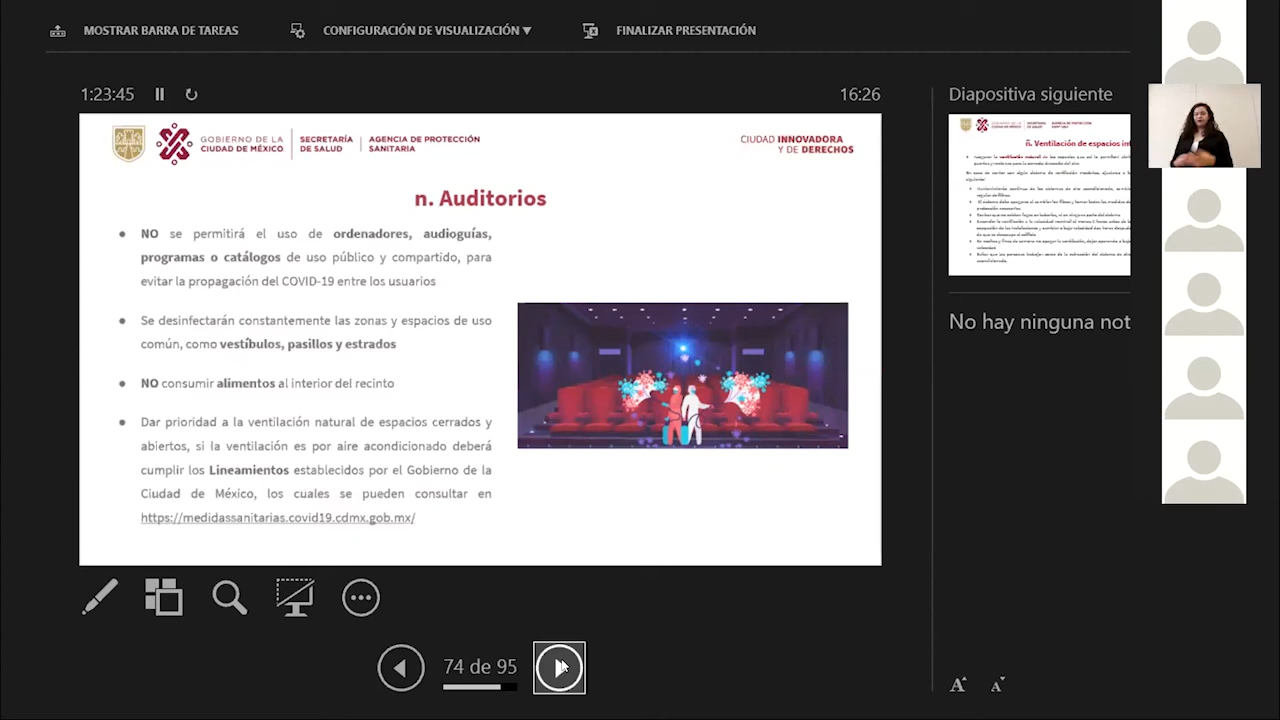 MOSTRAR BARRA DE TAREAS
CONFIGURACIÓN DE VISUALIZACIÓN ▼
FINALIZAR PRESENTACIÓN
1:23:45
16:26
GOBIERNO DE LA
CIUDAD DE MÉXICO
SECRETARÍA
DE SALUD
AGENCIA DE PROTECCIÓN
SANITARIA
CIUDAD INNOVADORA
Y DE DERECHOS
n. Auditorios
● NO se permitirá el uso de ordenadores, audioguías,
programas o catálogos de uso público y compartido, para
evitar la propagación del COVID-19 entre los usuarios
● Se desinfectarán constantemente las zonas y espacios de uso
común, como vestíbulos, pasillos y estrados
● NO consumir alimentos al interior del recinto
● Dar prioridad a la ventilación natural de espacios cerrados y
abiertos, si la ventilación es por aire acondicionado deberá
cumplir los Lineamientos establecidos por el Gobierno de la
Ciudad de México, los cuales se pueden consultar en
https://medidassanitarias.covid19.cdmx.gob.mx/
74 de 95
Diapositiva siguiente
ñ. Ventilación de espacios int
No hay ninguna not
A A